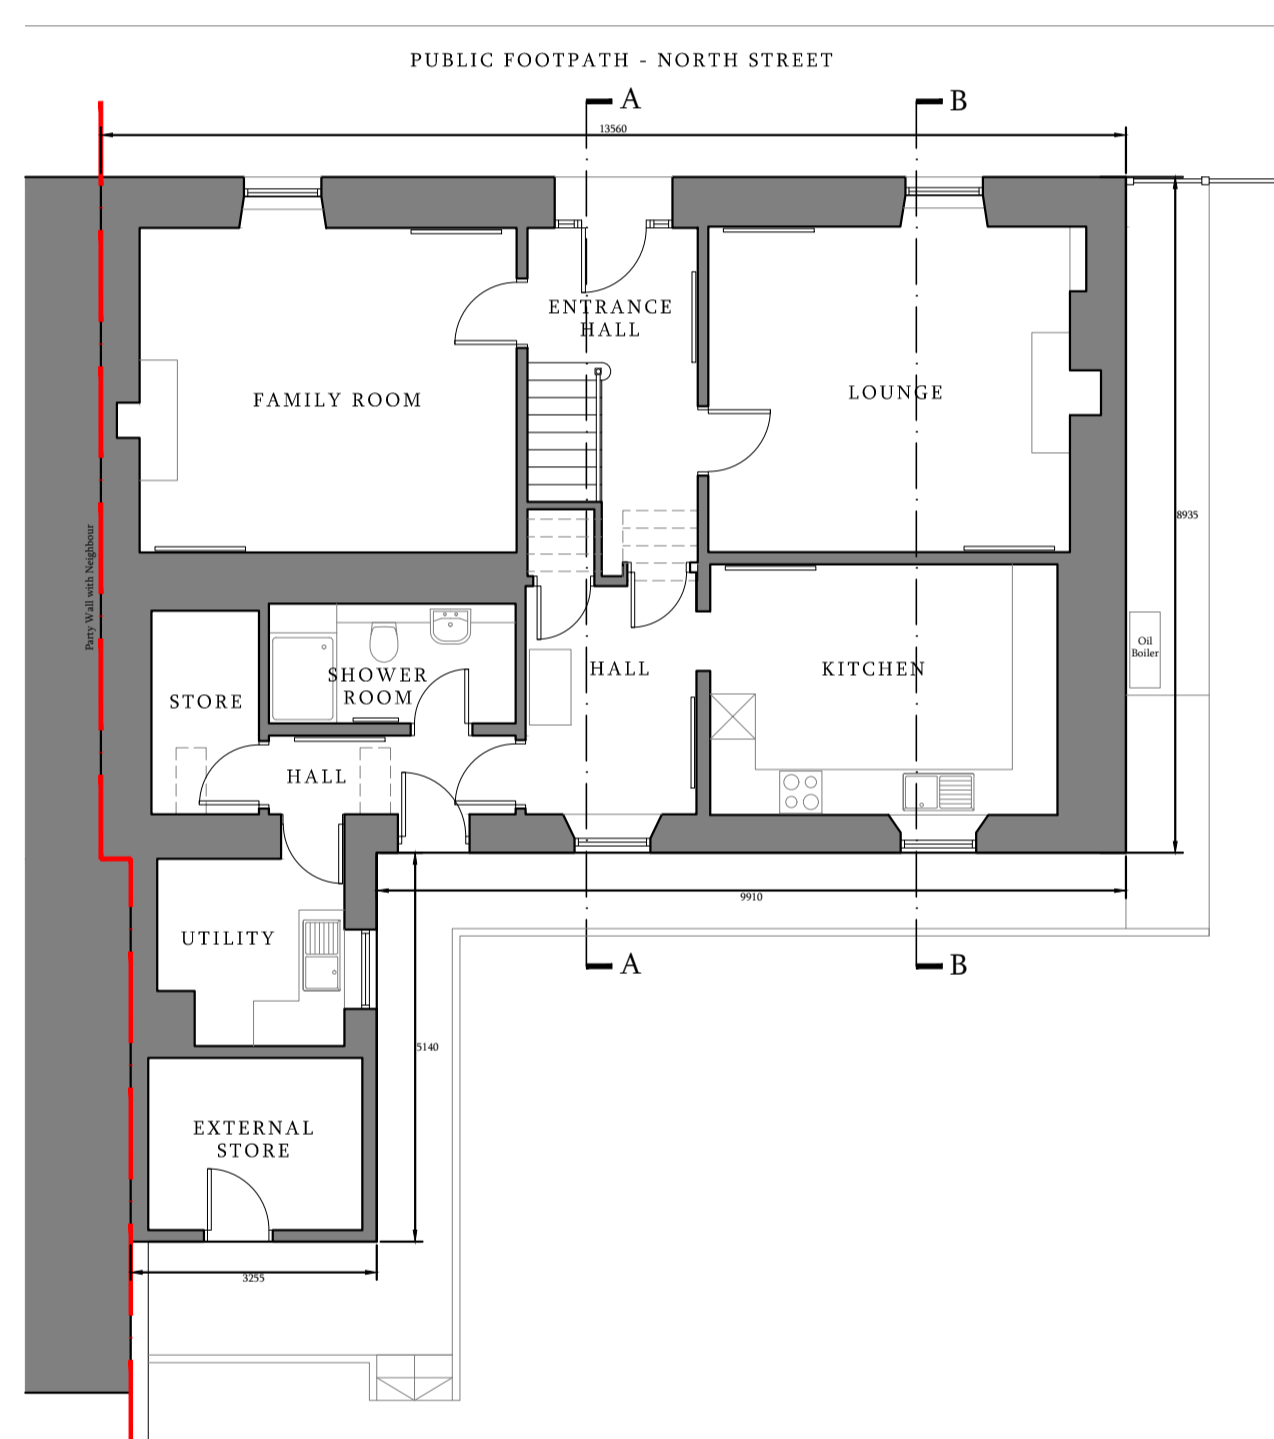 PUBLIC FOOTPATH - NORTH STREET
A
B
13560
ENTRANCE
HALL
FAMILY ROOM
LOUNGE
8935
Party Wall with Neighbour
Oil
Boiler
SHOWER
ROOM
HALL
KITCHEN
STORE
HALL
9910
UTILITY
A
B
5140
EXTERNAL
STORE
3255